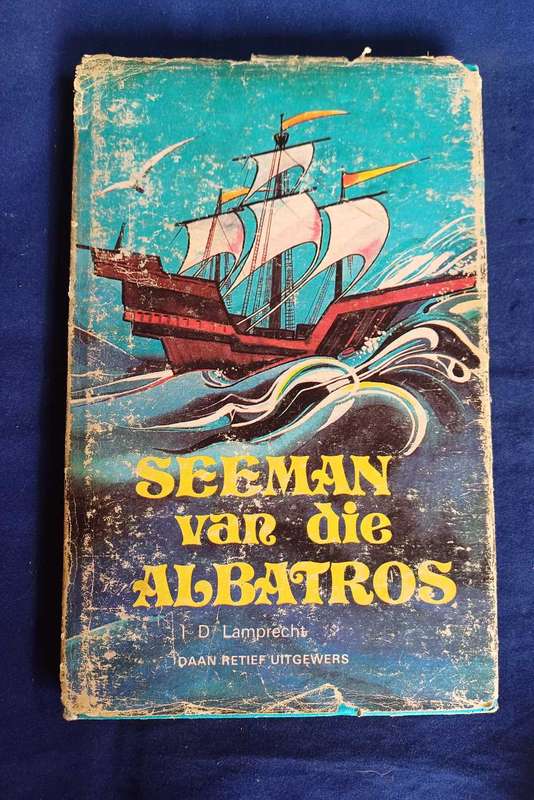 SEEMAN
van die
ALBATROS
I D Lamprecht
DAAN RETIEF UITGEWERS